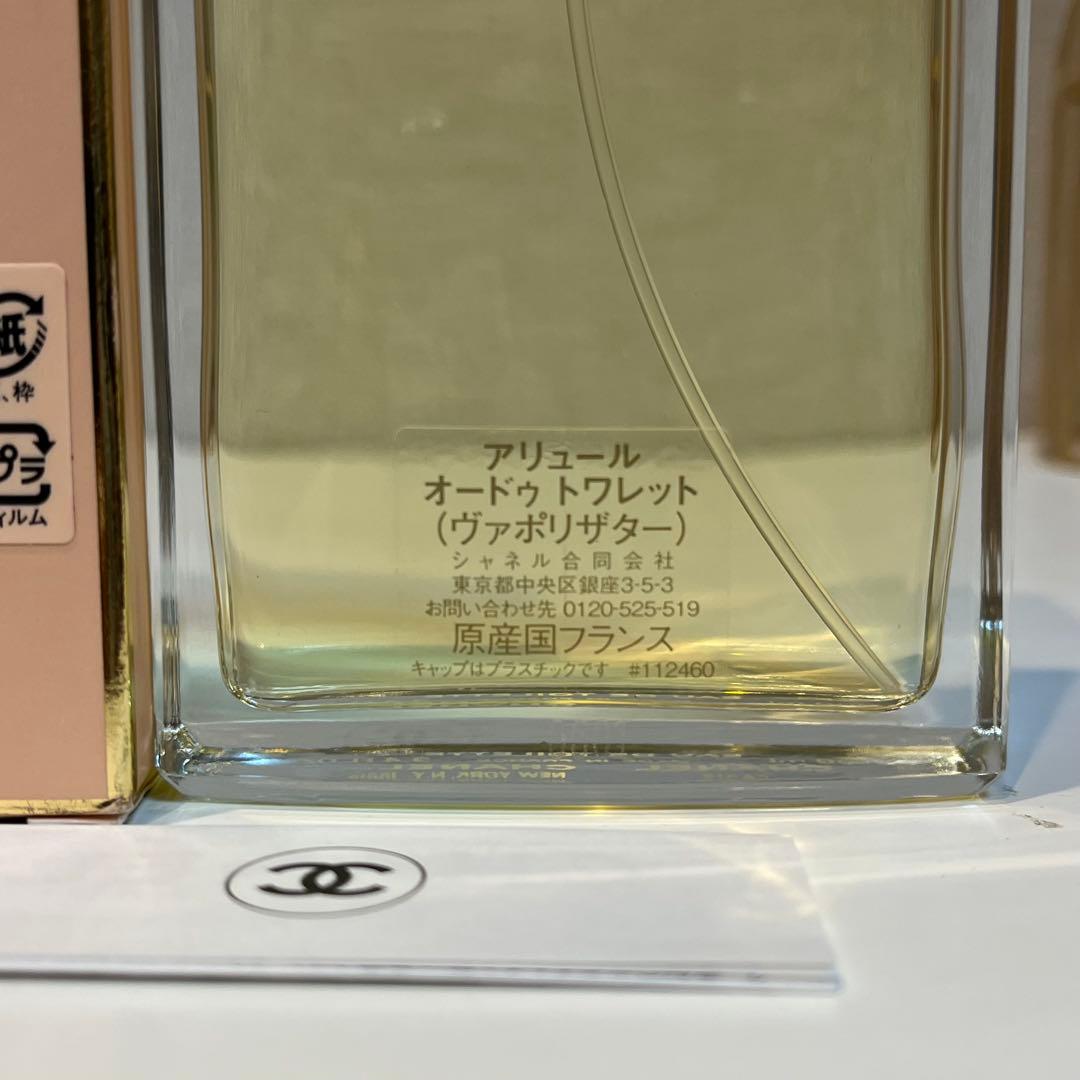 紙
、枠
プラ
ィルム
アリュール
オードゥ トワレット
(ヴァポリザター)
シャネル合同会社
東京都中央区銀座3-5-3
お問い合わせ先 0120-525-519
原産国フランス
キャップはプラスチックです #112460
CHANEL
NEW YORK, N.Y.